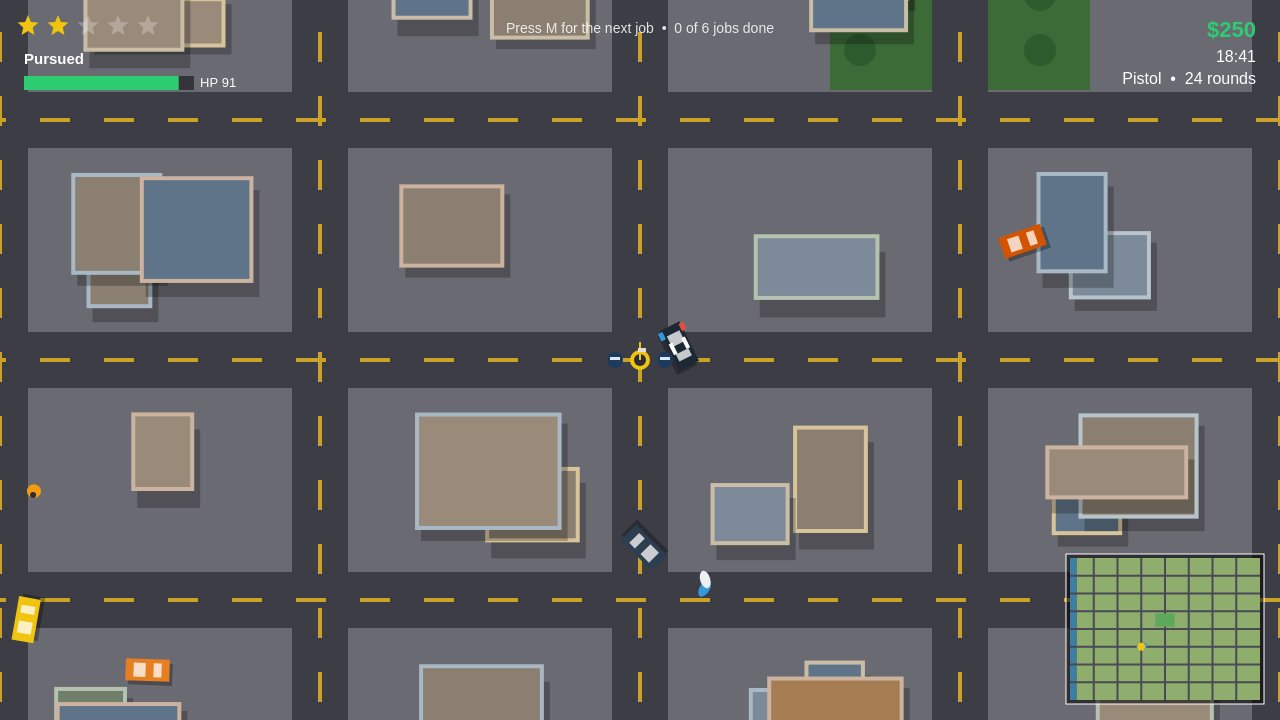 Press M for the next job • 0 of 6 jobs done
$250
18:41
Pursued
Pistol • 24 rounds
HP 91